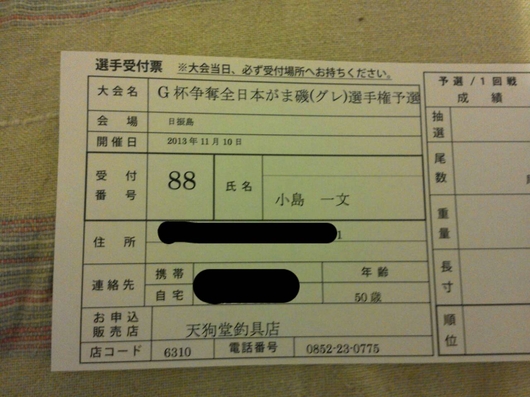 選手受付票 ※大会当日、必ず受付場所へお持ちください。
大会名 G杯争奪全日本がま磯(グレ)選手権予選
会場 日振島
開催日 2013年11月10日
受付番号 88 氏名 小島 一文
住所 1
連絡先 携帯 自宅 年齢 50歳
お申込販売店 天狗堂釣具店
店コード 6310 電話番号 0852-23-0775
予選/1回戦
成績
抽選
尾数
重量
長寸
順位